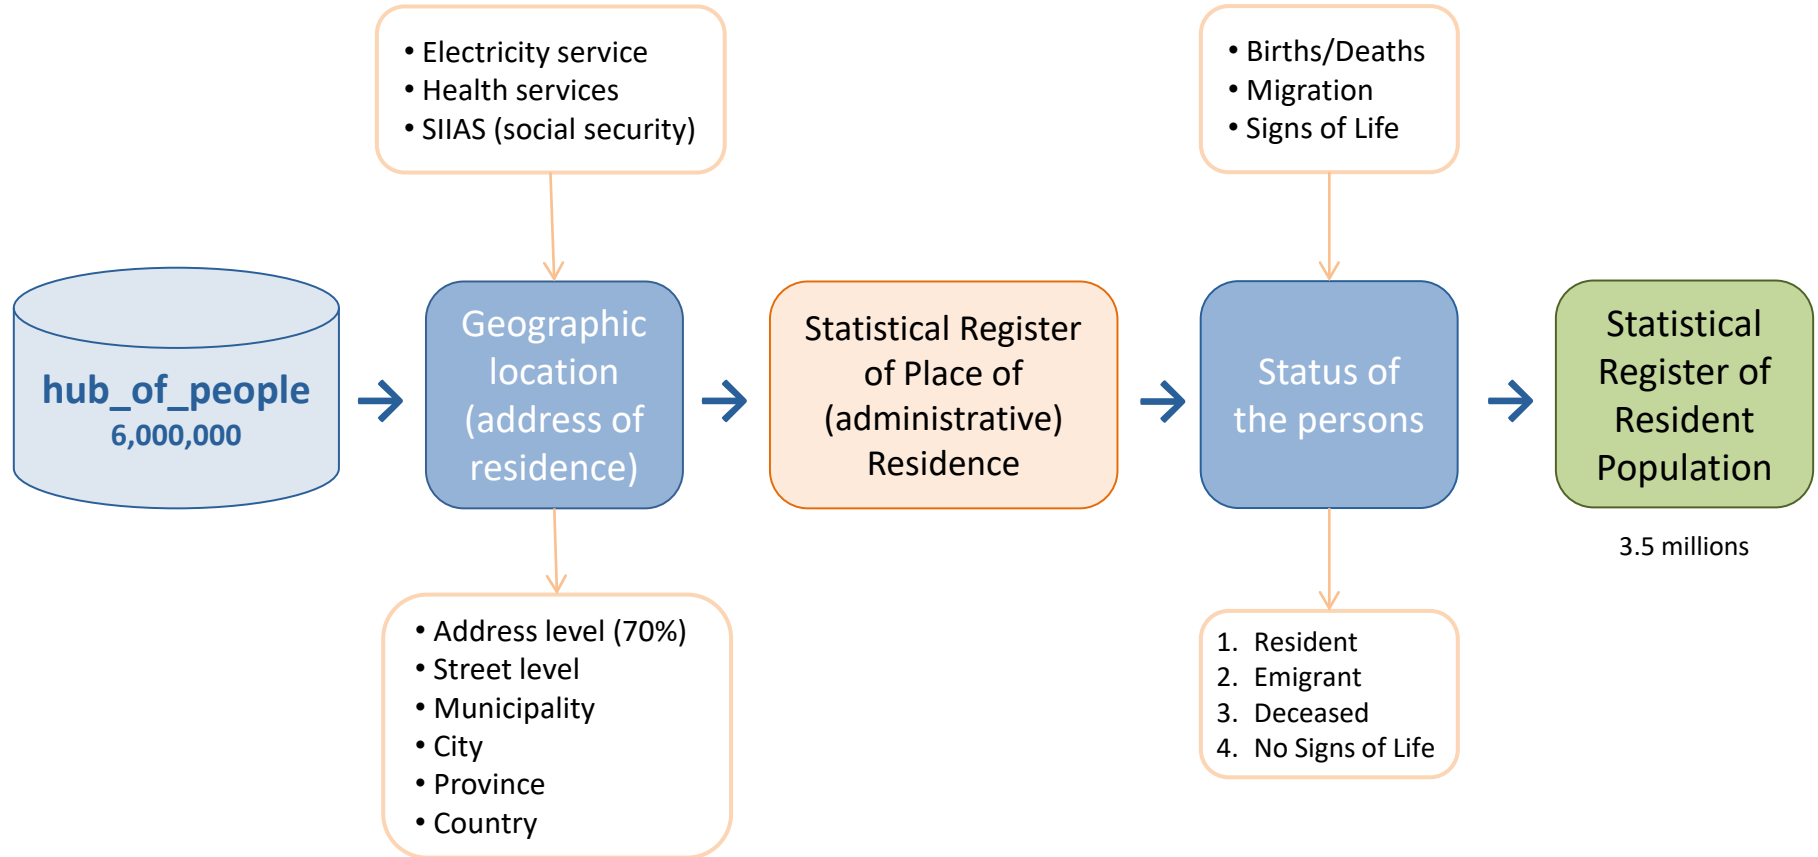 • Electricity service
• Health services
• SIIAS (social security)
• Births/Deaths
• Migration
• Signs of Life
hub_of_people
6,000,000
Geographic
location
(address of
residence)
Statistical Register
of Place of
(administrative)
Residence
Status of
the persons
Statistical
Register of
Resident
Population
3.5 millions
• Address level (70%)
• Street level
• Municipality
• City
• Province
• Country
1. Resident
2. Emigrant
3. Deceased
4. No Signs of Life